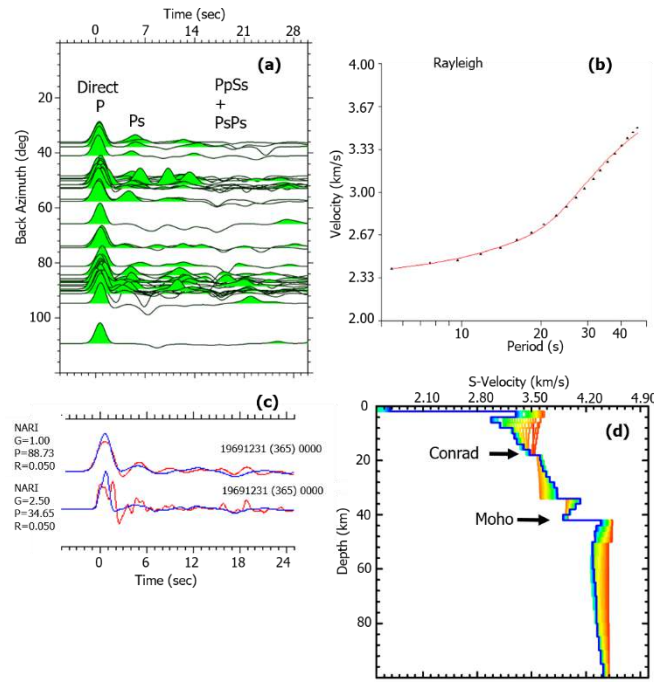 Time (sec)
0 7 14 21 28
(a)
Direct
P
Ps
PpSs
+
PsPs
Back Azimuth (deg)
20
40
60
80
100
(b)
Rayleigh
Velocity (km/s)
4.00
3.67
3.33
3.00
2.67
2.33
2.00
10 20 30 40
Period (s)
(c)
NARI
G=1.00
P=88.73
R=0.050
19691231 (365) 0000
NARI
G=2.50
P=34.65
R=0.050
19691231 (365) 0000
0 6 12 18 24
Time (sec)
S-Velocity (km/s)
2.10 2.80 3.50 4.20 4.90
(d)
Conrad
Moho
Depth (km)
0
20
40
60
80